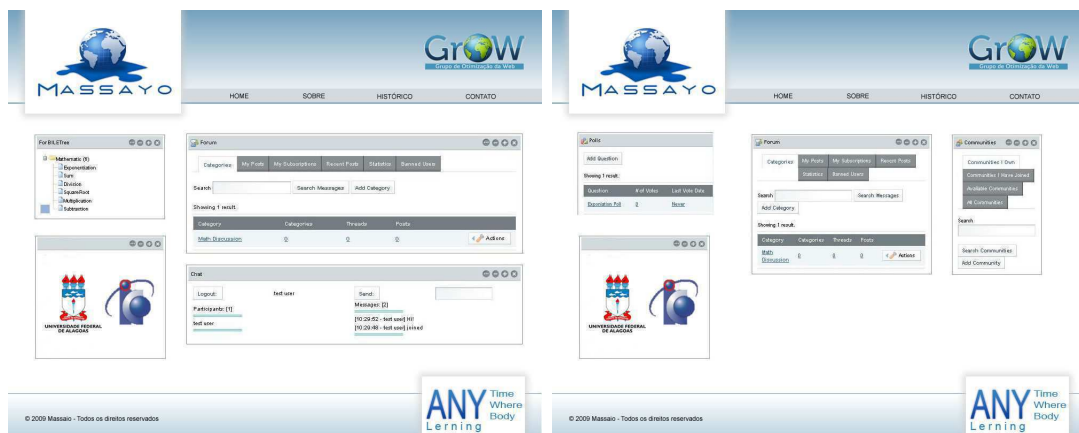 MASSAYO
GrOW
Grupo de Otimização da Web
HOME SOBRE HISTÓRICO CONTATO
For BILETree
Mathematic (6)
Exponentiation
Sum
Division
SquareRoot
Multiplication
Subtraction
UNIVERSIDADE FEDERAL
DE ALAGOAS
Forum
Categories My Posts My Subscriptions Recent Posts Statistics Banned Users
Search Search Messages Add Category
Showing 1 result.
Category Categories Threads Posts
Math Discussion 0 0 0 Actions
Chat
Logout: test user Send:
Participants: [1] Messages: [2]
test user [10:29:52 - test user] Hi!
[10:29:48 - test user] joined
© 2009 Massaio - Todos os direitos reservados
ANY Time
Where
Body
Lerning
MASSAYO
GrOW
Grupo de Otimização da Web
HOME SOBRE HISTÓRICO CONTATO
Polls
Add Question
Showing 1 result.
Question # of Votes Last Vote Date
Expontation Poll 0 Never
UNIVERSIDADE FEDERAL
DE ALAGOAS
Forum
Categories My Posts My Subscriptions Recent Posts
Statistics Banned Users
Search Search Messages
Add Category
Showing 1 result.
Category Categories Threads Posts
Math
Discussion 0 0 0 Actions
Communities
Communities I Own
Communities I Have Joined
Available Communities
All Communities
Search
Search Communities
Add Community
© 2009 Massaio - Todos os direitos reservados
ANY Time
Where
Body
Lerning